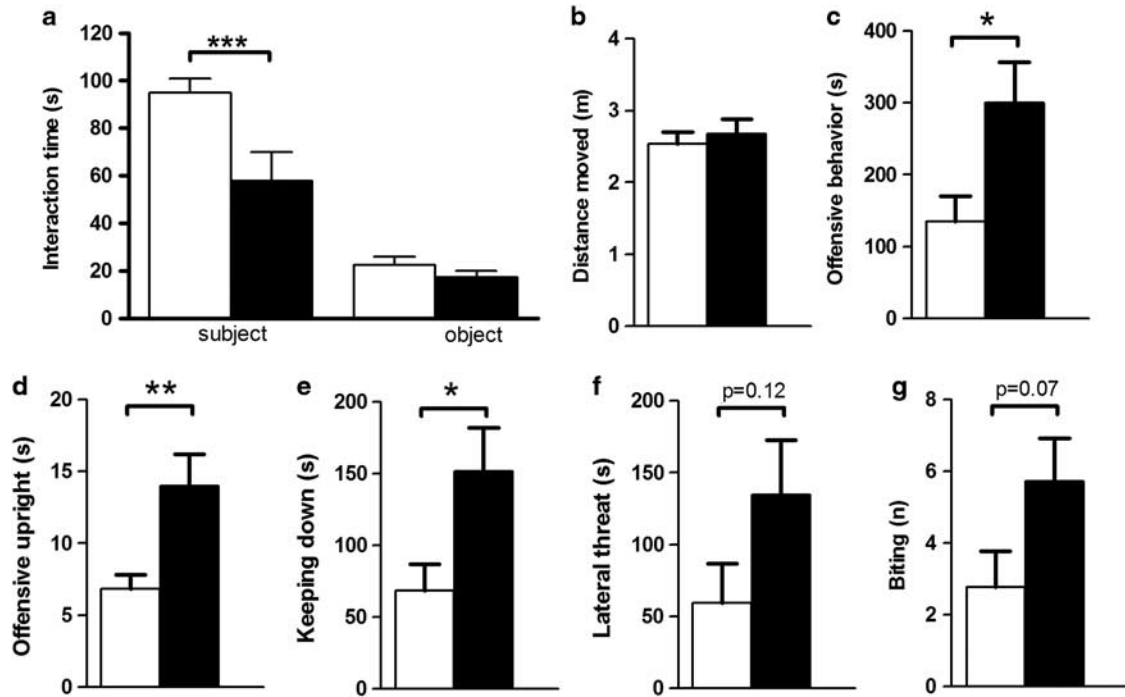 a
Interaction time (s)
120
100
80
60
40
20
0
***
subject
object
b
Distance moved (m)
4
3
2
1
0
c
Offensive behavior (s)
400
300
200
100
0
*
d
Offensive upright (s)
20
15
10
5
0
**
e
Keeping down (s)
200
150
100
50
0
*
f
Lateral threat (s)
200
150
100
50
0
p=0.12
g
Biting (n)
8
6
4
2
0
p=0.07